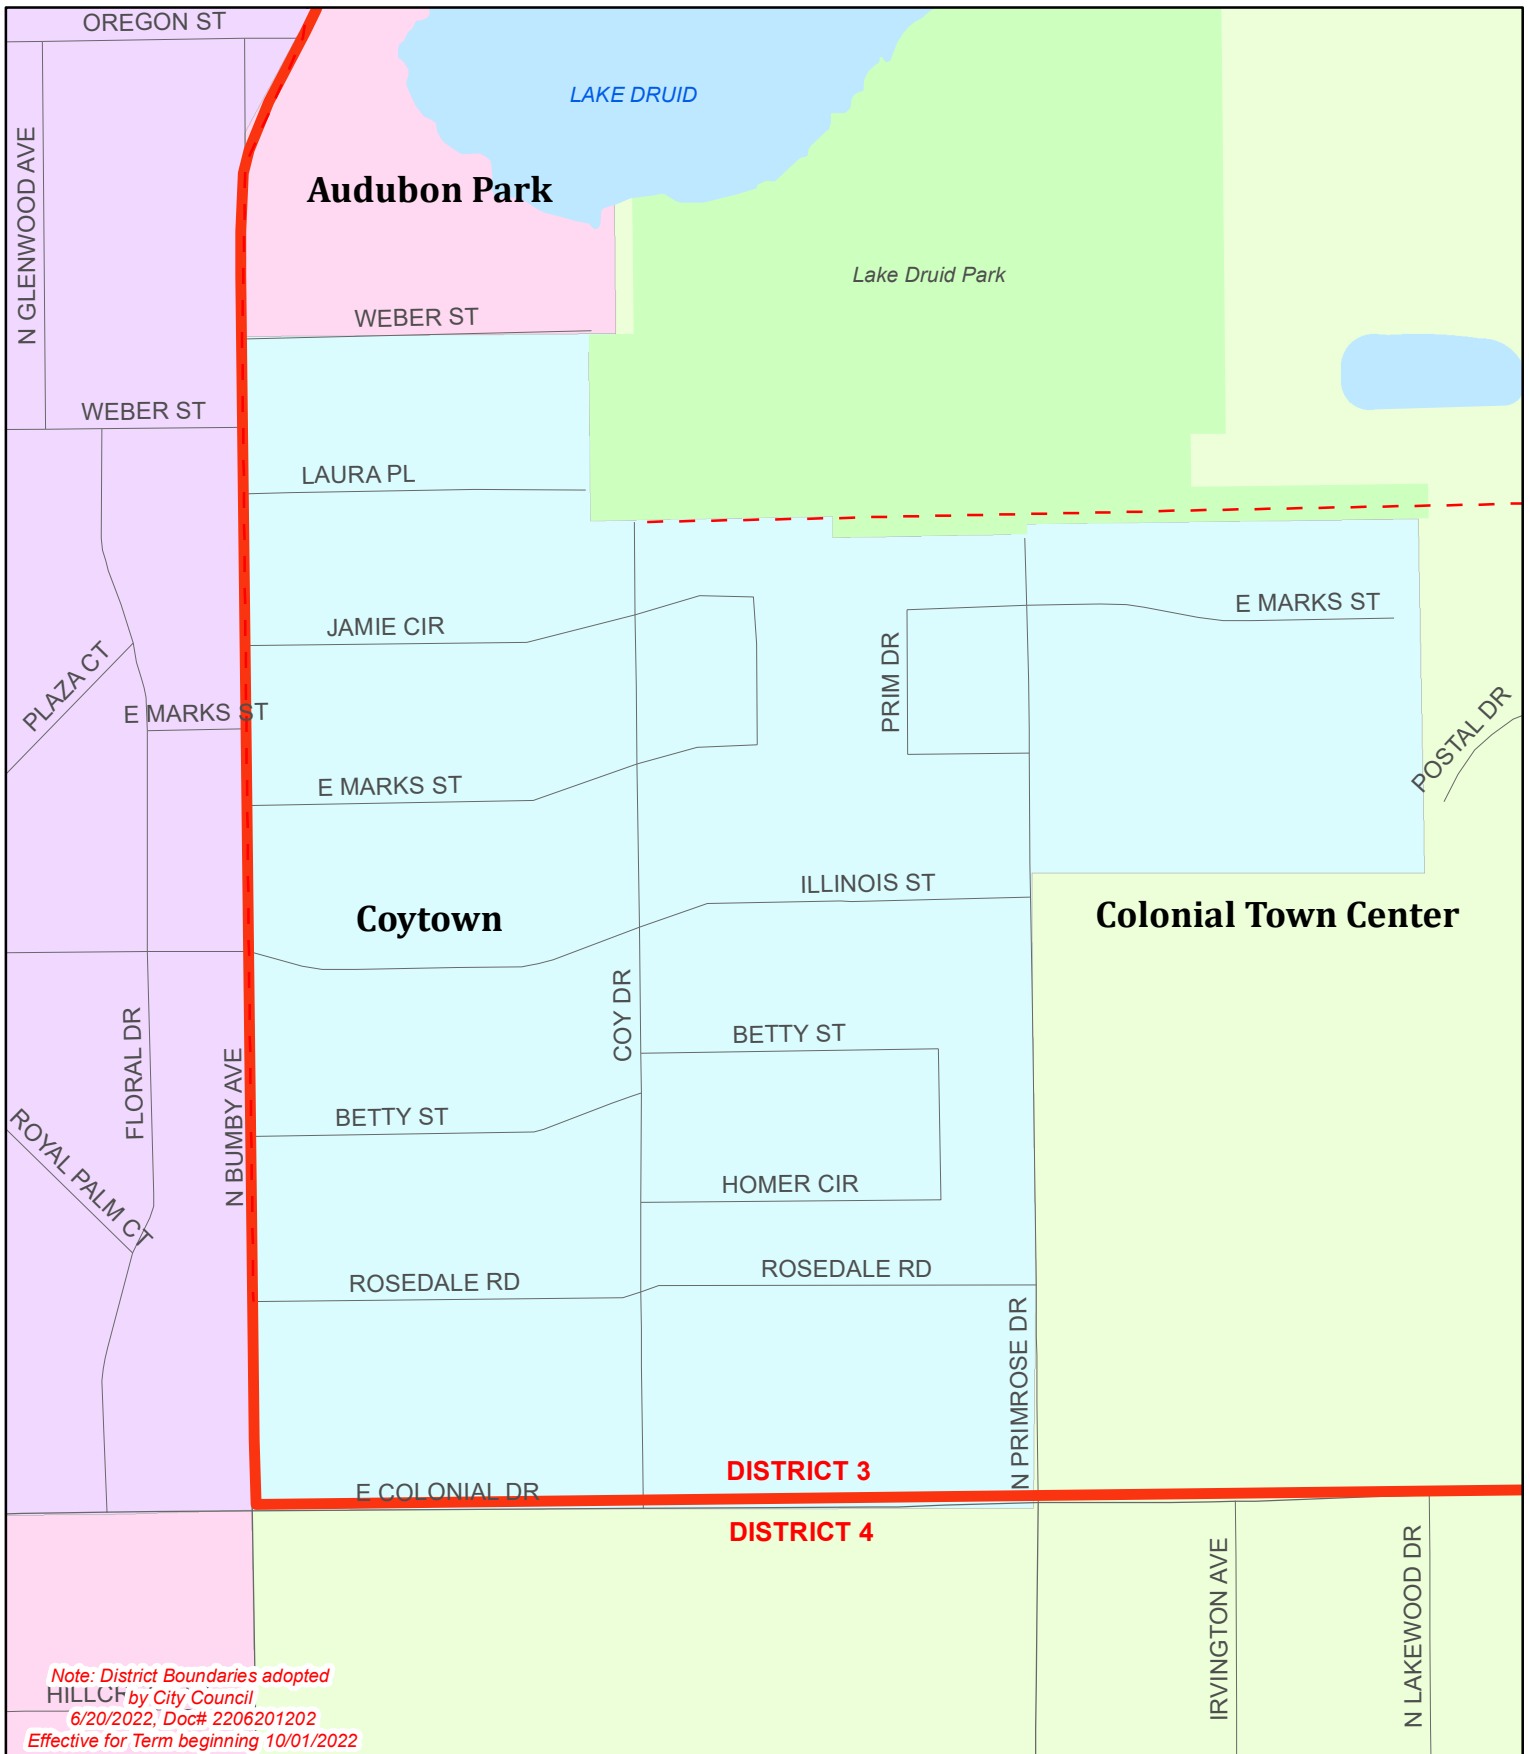 OREGON ST
LAKE DRUID
N GLENWOOD AVE
Audubon Park
Lake Druid Park
WEBER ST
WEBER ST
LAURA PL
JAMIE CIR
E MARKS ST
PRIM DR
PLAZA CT
E MARKS ST
POSTAL DR
E MARKS ST
ILLINOIS ST
Coytown
Colonial Town Center
COY DR
FLORAL DR
BETTY ST
N BUMBY AVE
BETTY ST
ROYAL PALM CT
HOMER CIR
ROSEDALE RD
ROSEDALE RD
N PRIMROSE DR
DISTRICT 3
E COLONIAL DR
DISTRICT 4
IRVINGTON AVE
N LAKEWOOD DR
Note: District Boundaries adopted
by City Council
6/20/2022, Doc# 2206201202
Effective for Term beginning 10/01/2022